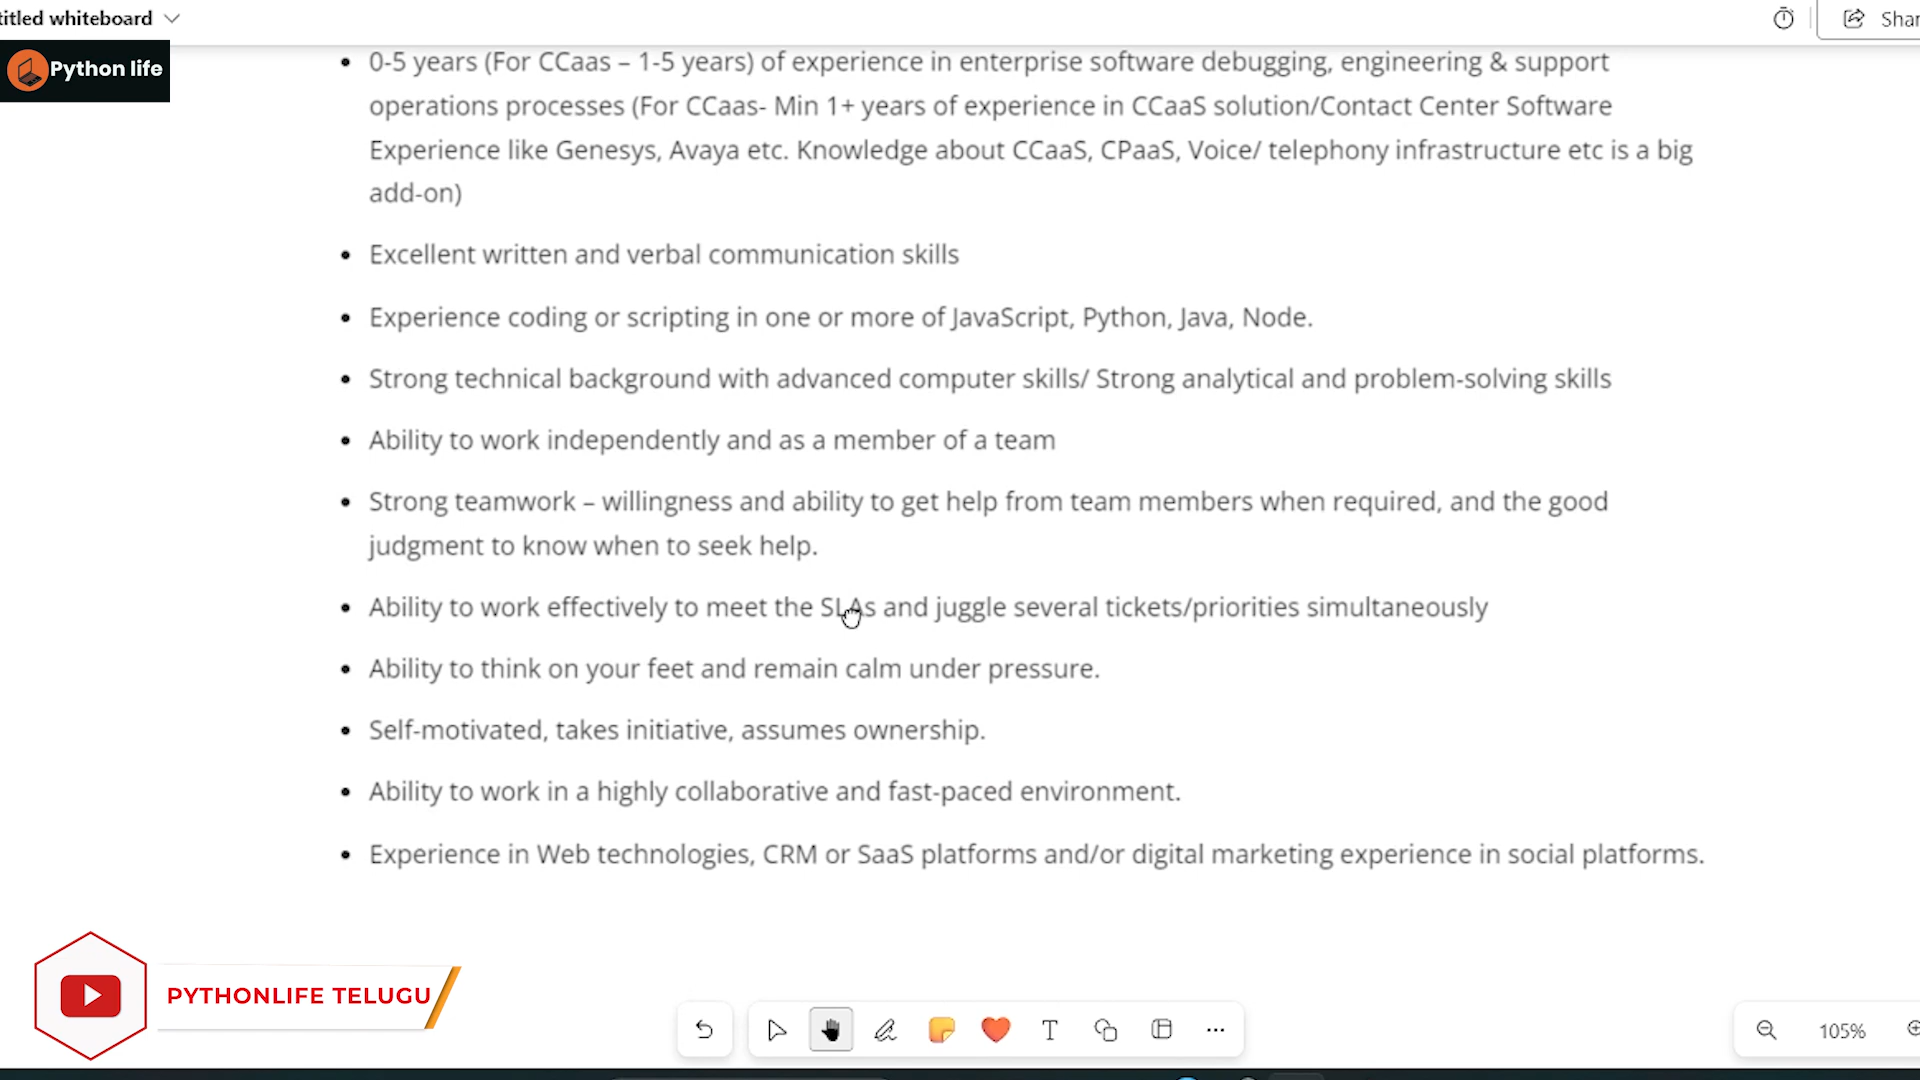 titled whiteboard
Shar
Python life
• 0-5 years (For CCaas – 1-5 years) of experience in enterprise software debugging, engineering & support
operations processes (For CCaas- Min 1+ years of experience in CCaaS solution/Contact Center Software
Experience like Genesys, Avaya etc. Knowledge about CCaaS, CPaaS, Voice/ telephony infrastructure etc is a big
add-on)
• Excellent written and verbal communication skills
• Experience coding or scripting in one or more of JavaScript, Python, Java, Node.
• Strong technical background with advanced computer skills/ Strong analytical and problem-solving skills
• Ability to work independently and as a member of a team
• Strong teamwork – willingness and ability to get help from team members when required, and the good
judgment to know when to seek help.
• Ability to work effectively to meet the SLAs and juggle several tickets/priorities simultaneously
• Ability to think on your feet and remain calm under pressure.
• Self-motivated, takes initiative, assumes ownership.
• Ability to work in a highly collaborative and fast-paced environment.
• Experience in Web technologies, CRM or SaaS platforms and/or digital marketing experience in social platforms.
PYTHONLIFE TELUGU
T
105%